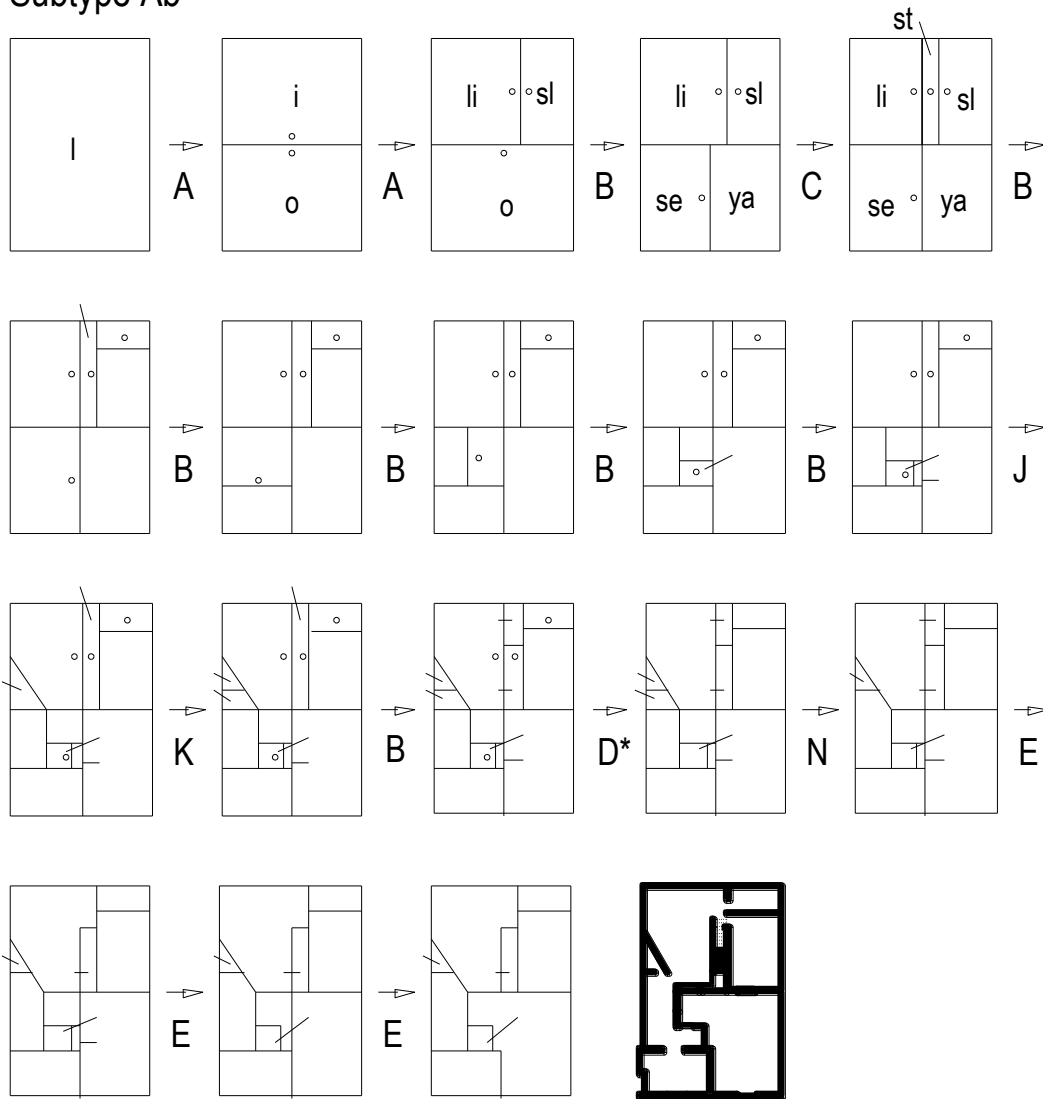 Subtype Ab
st
l
i
li sl
li sl
li sl
A A B C B
o
o
se ya
se ya
B B B B J
K B D* N E
E E